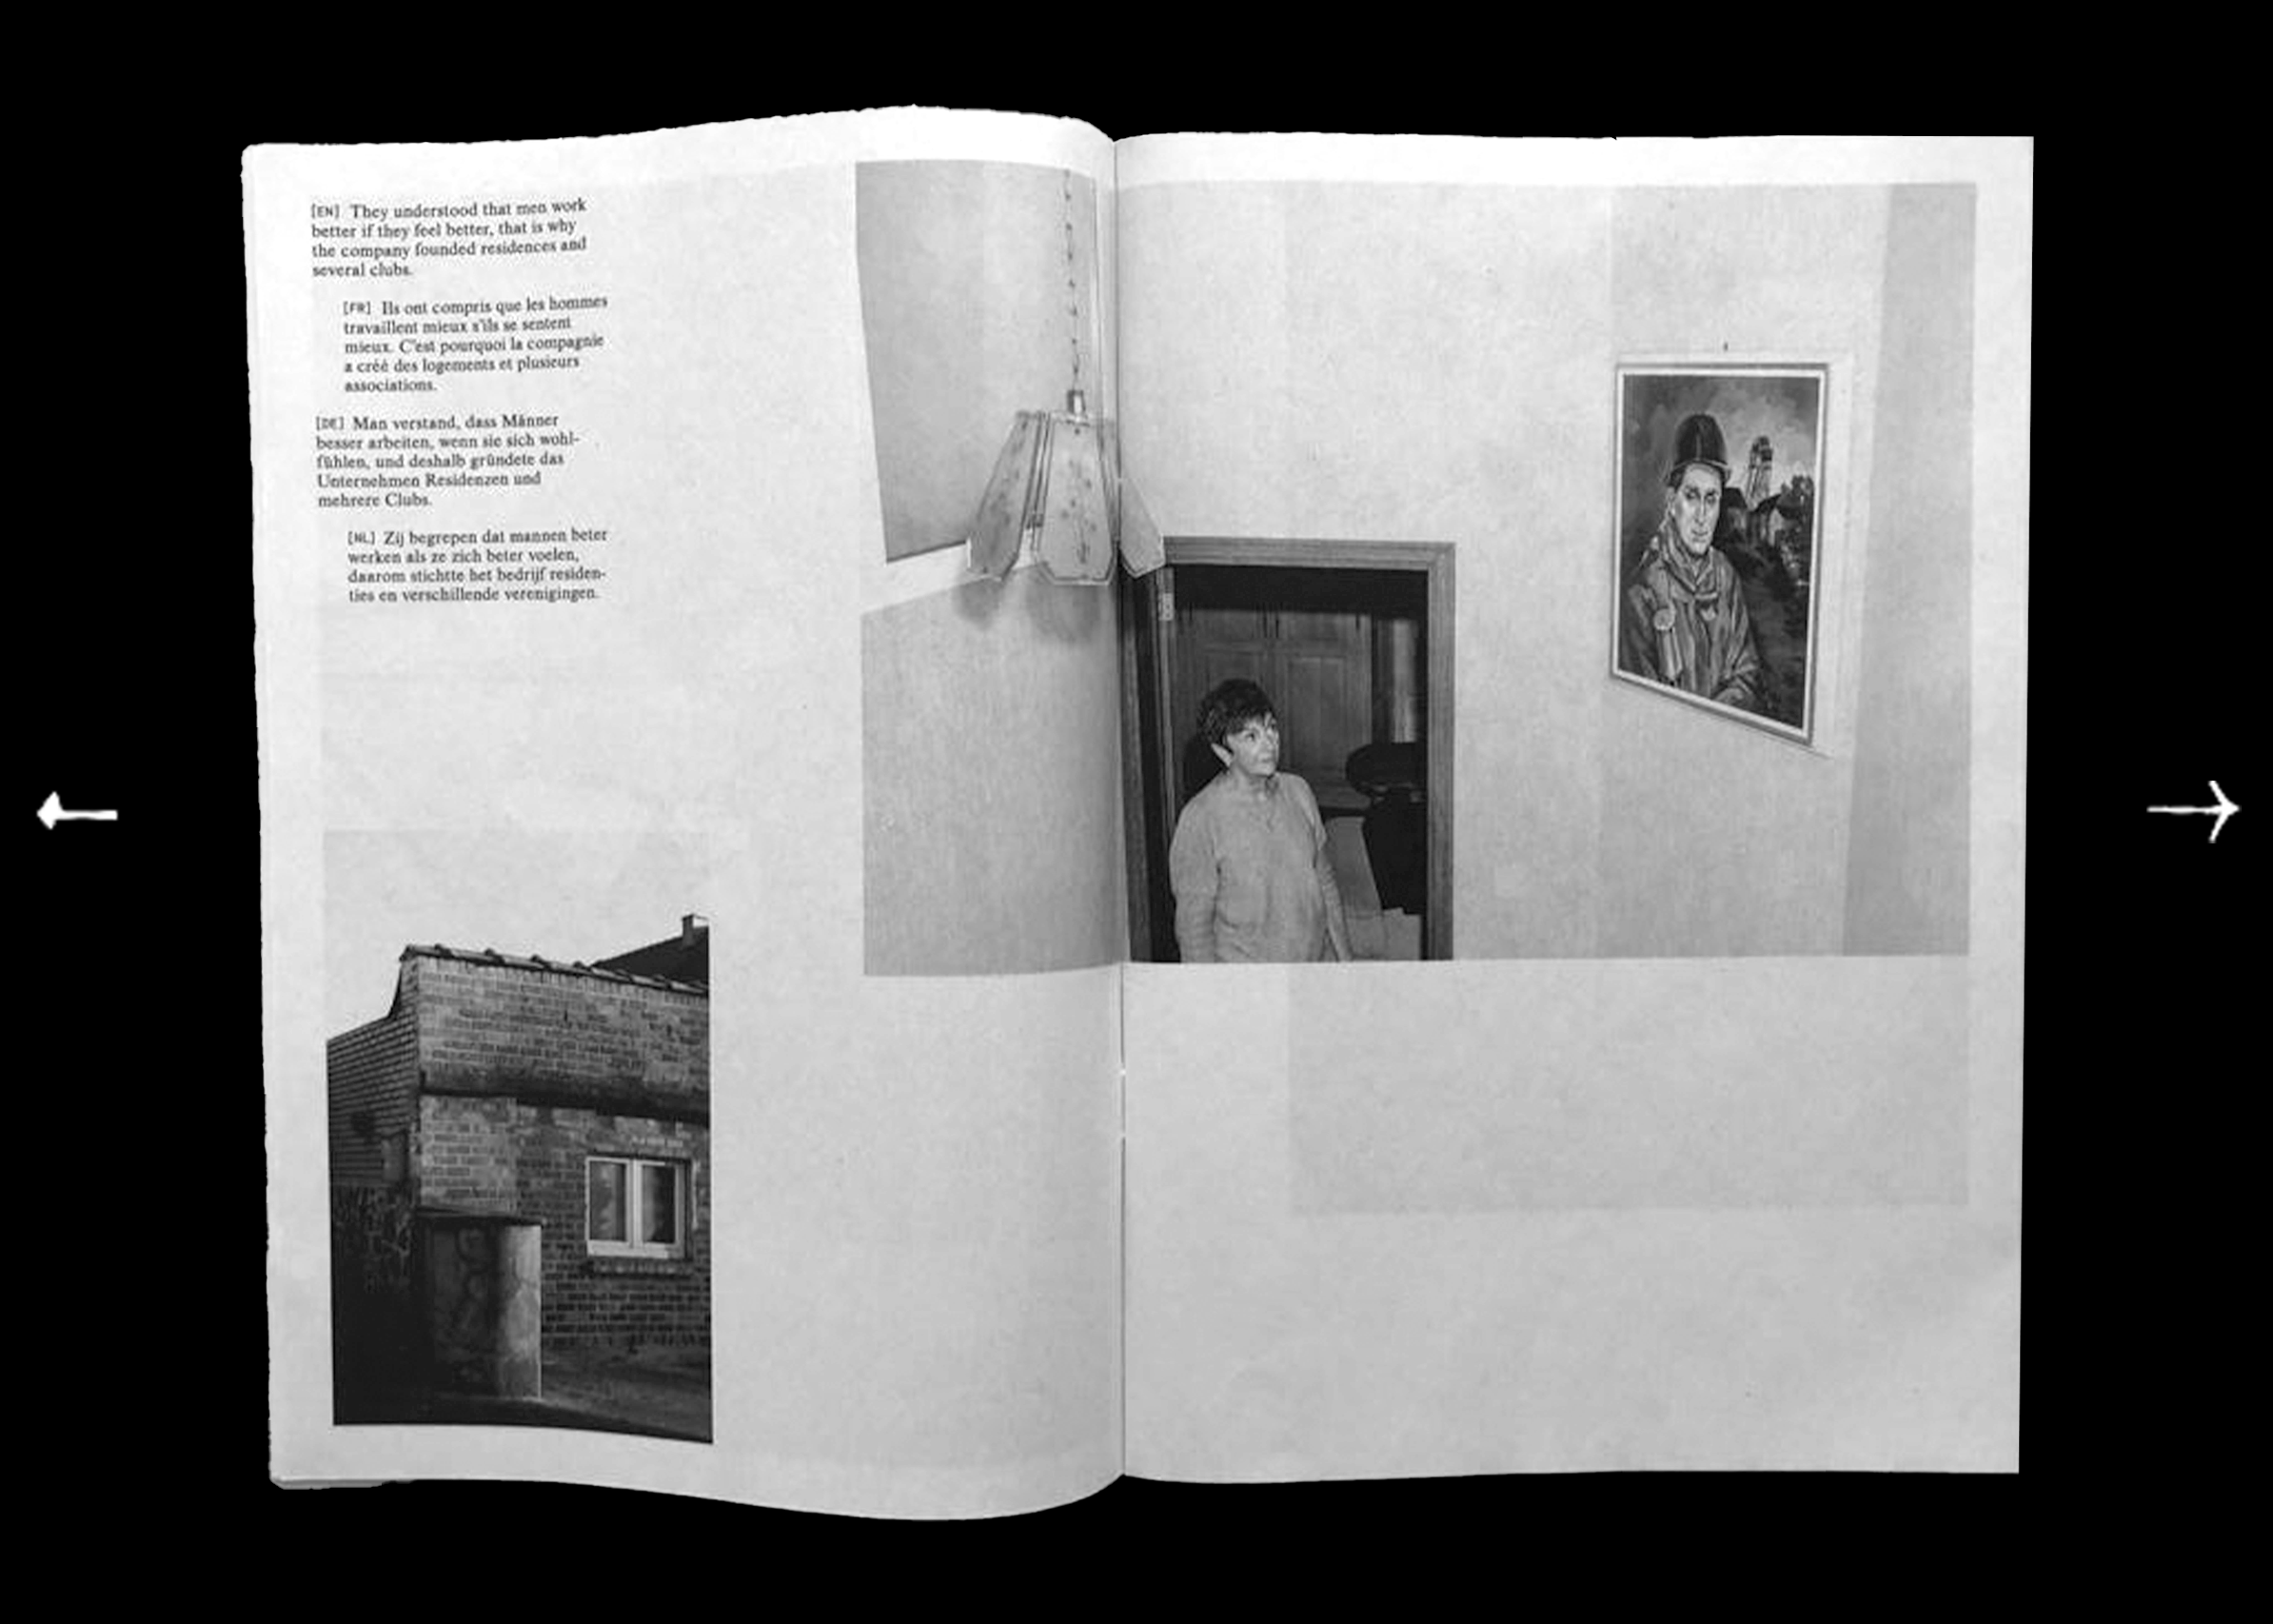 [EN] They understood that men work
better if they feel better, that is why
the company founded residences and
several clubs.
[FR] Ils ont compris que les hommes
travaillent mieux s'ils se sentent
mieux. C'est pourquoi la compagnie
a créé des logements et plusieurs
associations.
[DE] Man verstand, dass Männer
besser arbeiten, wenn sie sich wohl-
fühlen, und deshalb gründete das
Unternehmen Residenzen und
mehrere Clubs.
[NL] Zij begrepen dat mannen beter
werken als ze zich beter voelen,
daarom stichtte het bedrijf residen-
ties en verschillende verenigingen.